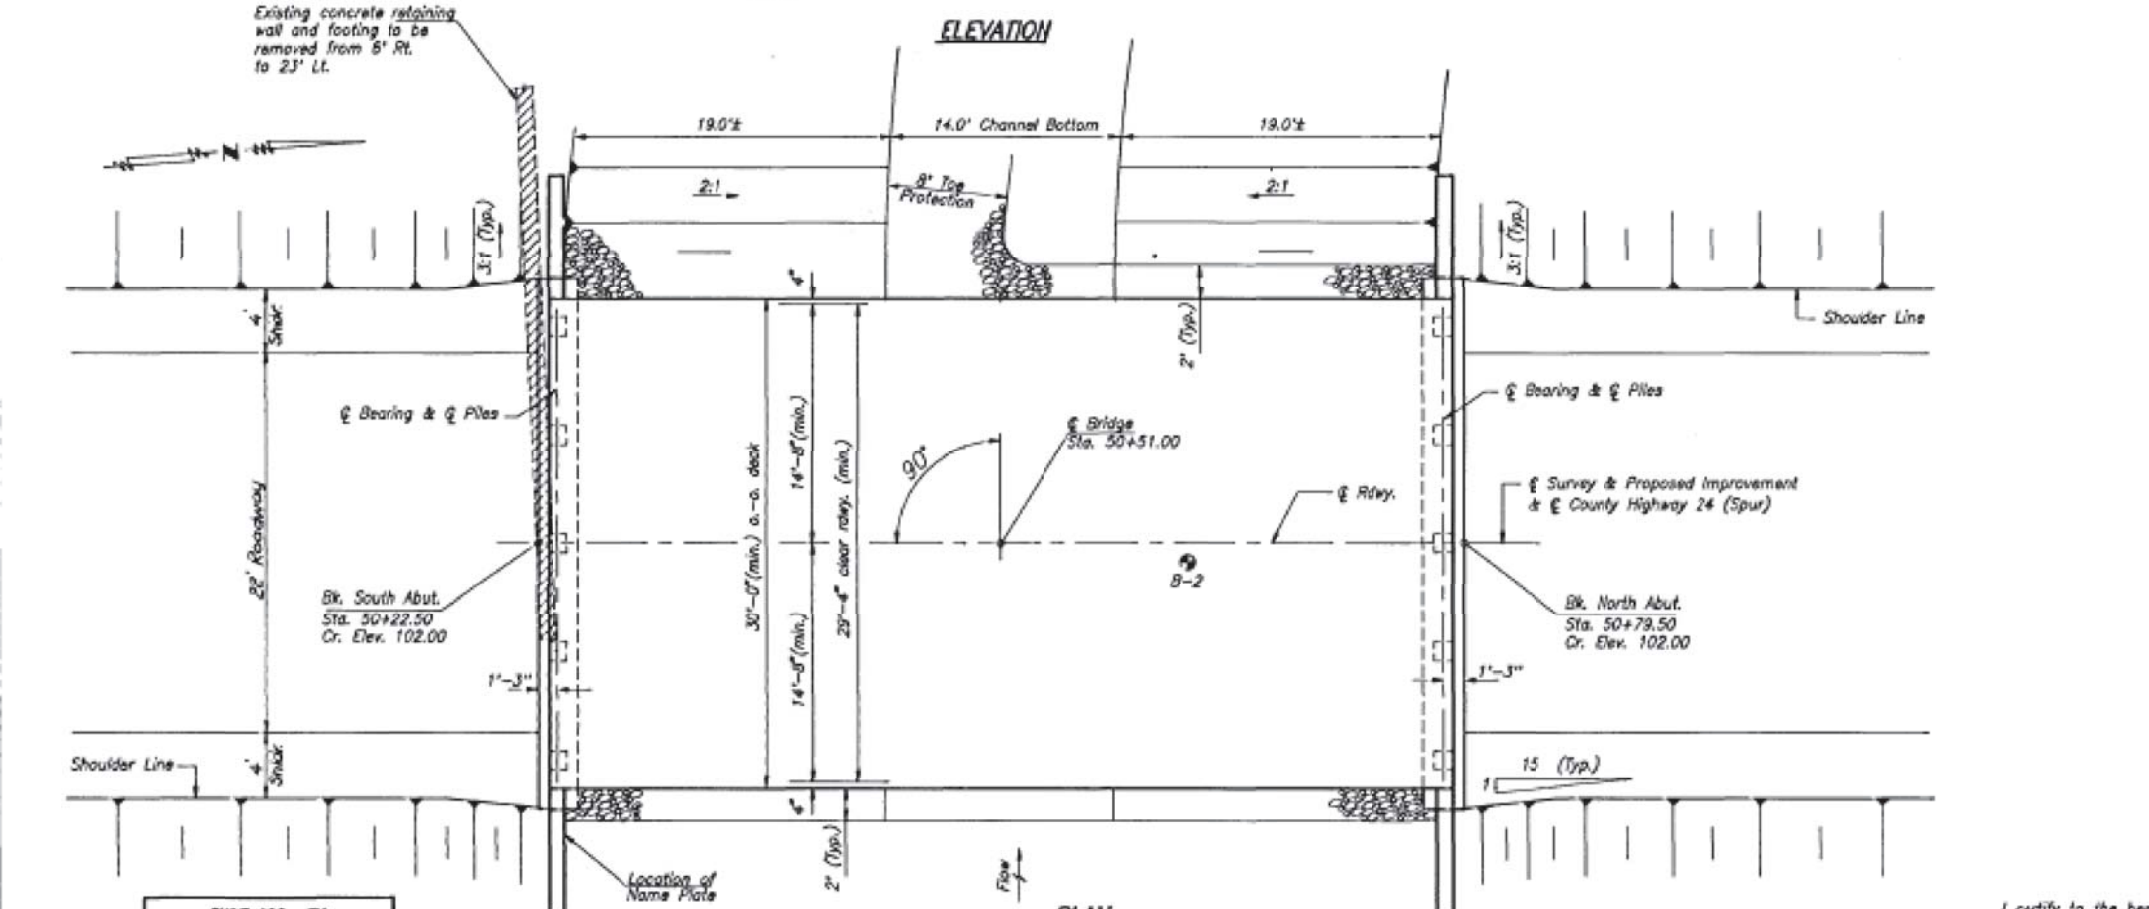 Existing concrete retaining
wall and footing to be
removed from 6' Rt.
to 23' Lt.
ELEVATION
19.0'±
14.0' Channel Bottom
19.0'±
N
2:1
8' Toe
Protection
2:1
3:1 (Typ.)
3:1 (Typ.)
4"
4'
Shldr.
2' (Typ.)
Shoulder Line
℄ Bearing & ℄ Piles
℄ Bearing & ℄ Piles
℄ Bridge
Sta. 50+51.00
90°
℄ Rdwy.
℄ Survey & Proposed Improvement
& ℄ County Highway 24 (Spur)
22' Roadway
30'-0"(min.) o.-o. deck
14'-8"(min.)
29'-4" clear rdwy. (min.)
14'-8"(min.)
B-2
Bk. South Abut.
Sta. 50+22.50
Cr. Elev. 102.00
Bk. North Abut.
Sta. 50+79.50
Cr. Elev. 102.00
1'-3"
1'-3"
Shoulder Line
4'
Shldr.
15 (Typ.)
1
4"
2' (Typ.)
Flow
Location of
Name Plate
PLAN
I certify to the